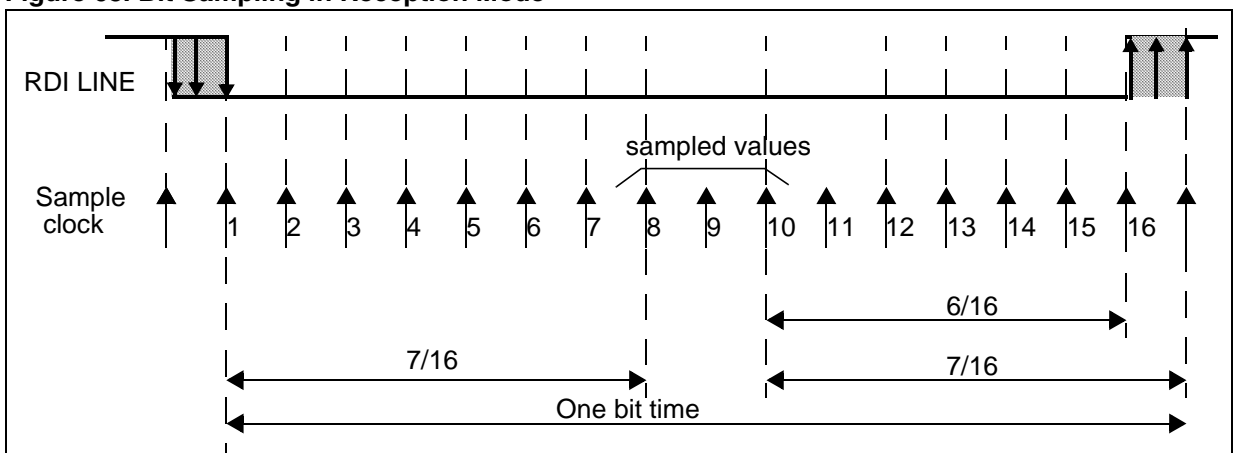 Figure Bit Sampling in Reception Mode
RDI LINE
sampled values
Sample
clock
1 2 3 4 5 6 7 8 9 10 11 12 13 14 15 16
6/16
7/16 7/16
One bit time